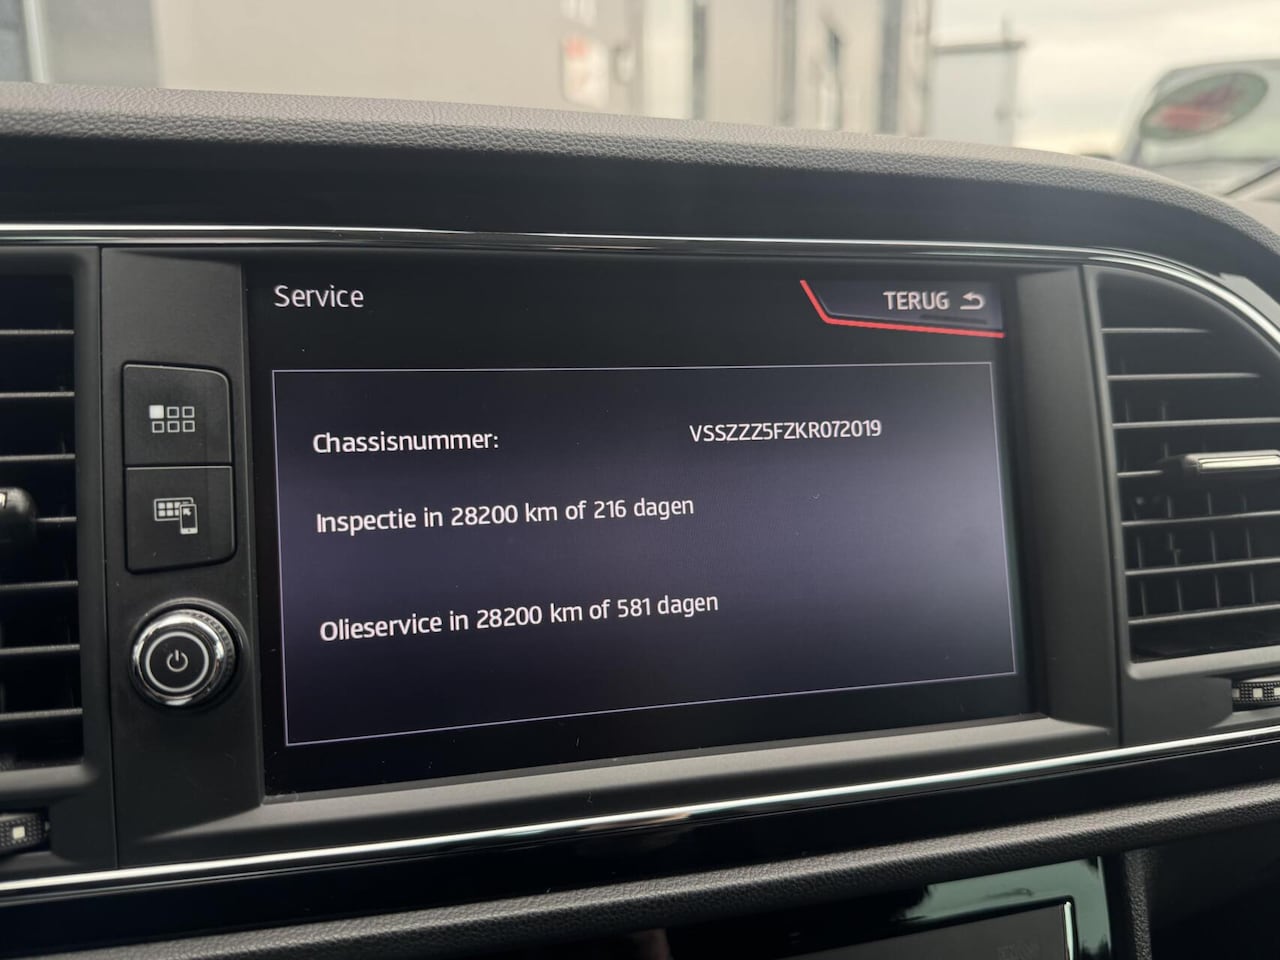 Service
TERUG
Chassisnummer: VSSZZZ5FZKR072019
Inspectie in 28200 km of 216 dagen
Olieservice in 28200 km of 581 dagen